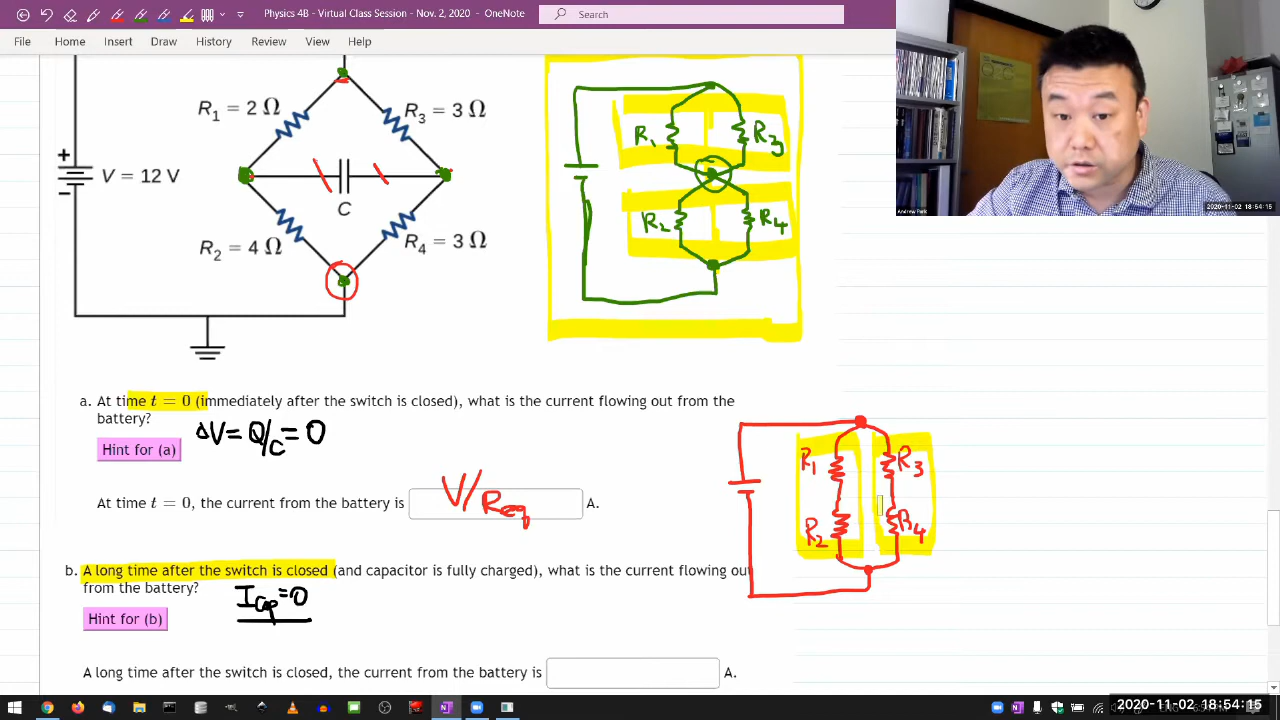 Physics 4B - Virtual Class Session - Nov. 2, 2020 - OneNote
Search
File Home Insert Draw History Review View Help
R1 = 2 Ω
R3 = 3 Ω
+
V = 12 V
-
C
R2 = 4 Ω
R4 = 3 Ω
R1
R3
R2
R4
Andrew Park
2020-11-02 18:54:15
a. At time t = 0 (immediately after the switch is closed), what is the current flowing out from the
battery?
ΔV = Q/C = 0
Hint for (a)
At time t = 0, the current from the battery is V/Req A.
R1
R3
R2
R4
b. A long time after the switch is closed (and capacitor is fully charged), what is the current flowing out
from the battery?
ICap = 0
Hint for (b)
A long time after the switch is closed, the current from the battery is A.
2020-11-02 18:54:15